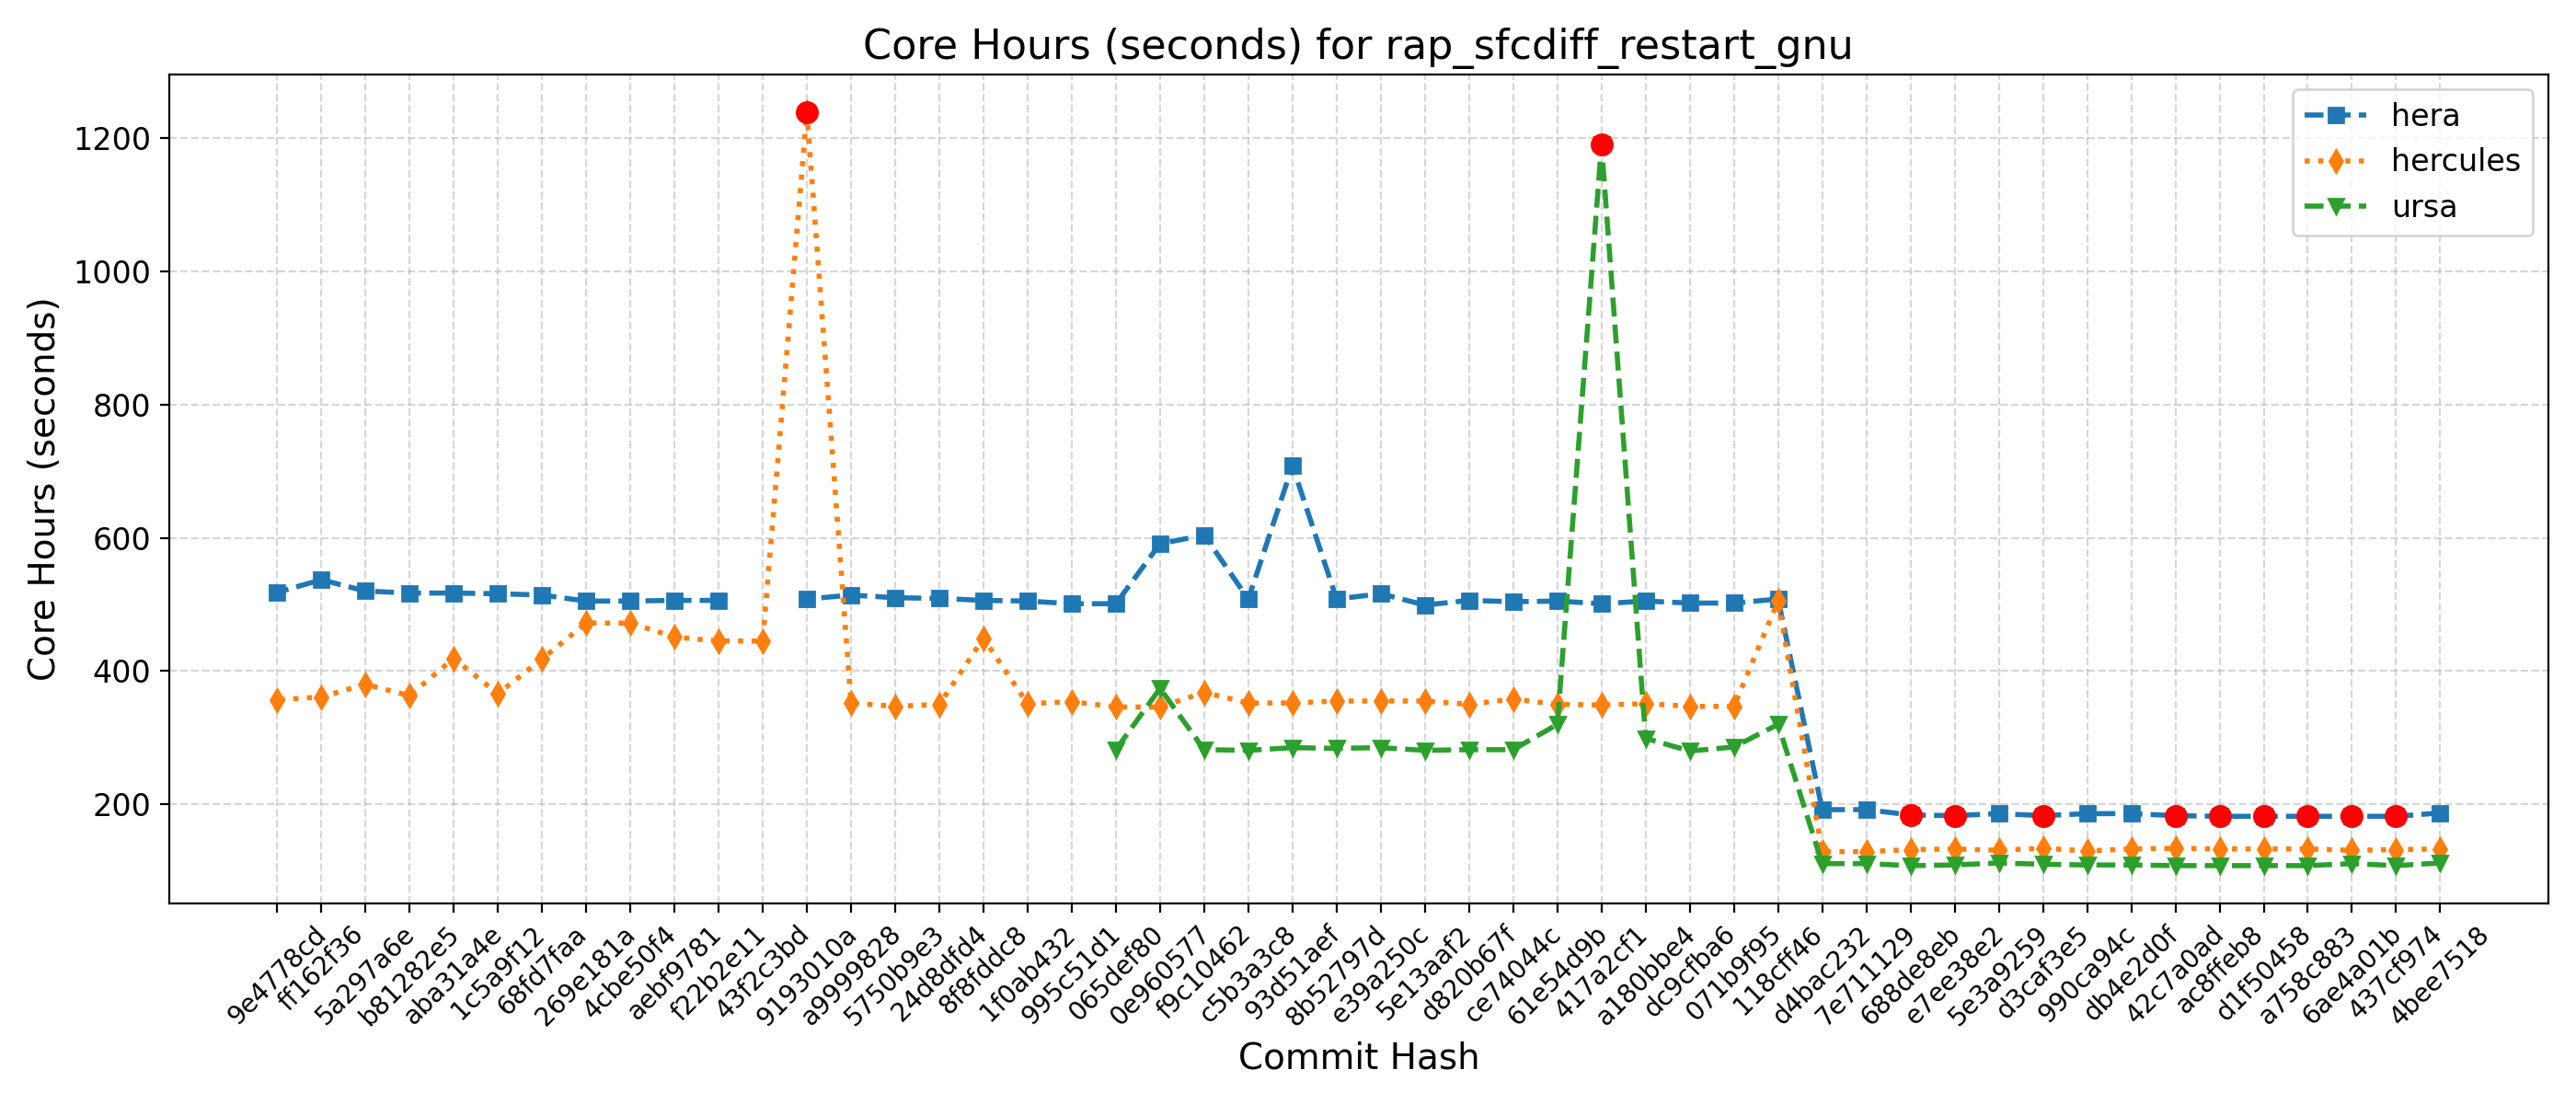 Core Hours (seconds) for rap_sfcdiff_restart_gnu
hera
hercules
ursa
Core Hours (seconds)
1200
1000
800
600
400
200
9e4778cd
ff162f36
5a297a6e
b81282e5
aba31a4e
1c5a9f12
68fd7faa
269e181a
4cbe50f4
aebf9781
f22b2e11
43f2c3bd
9193010a
a9999828
5750b9e3
24d8dfd4
8f8fddc8
1f0ab432
995c51d1
065def80
0e960577
f9c10462
c5b3a3c8
93d51aef
8b52797d
e39a250c
5e13aaf2
d820b67f
ce74044c
61e54d9b
417a2cf1
a180bbe4
dc9cfba6
071b9f95
118cff46
d4bac232
7e711129
688de8eb
e7ee38e2
5e3a9259
d3caf3e5
990ca94c
db4e2d0f
42c7a0ad
ac8ffeb8
d1f50458
a758c883
6ae4a01b
437cf974
4bee7518
Commit Hash